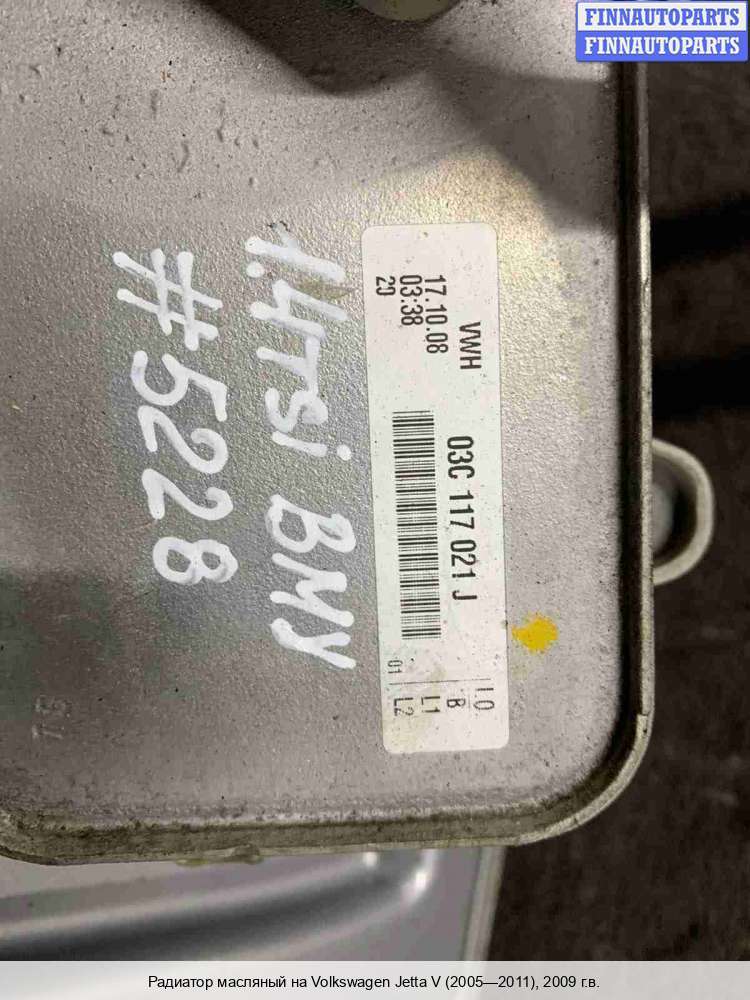 FINNAUTOPARTS
FINNAUTOPARTS
1.4TSi BMY
#5228
VWH
17.10.08
03:38
20
03C 117 021 J
I.O
B L1
01 L2
Радиатор масляный на Volkswagen Jetta V (2005—2011), 2009 г.в.